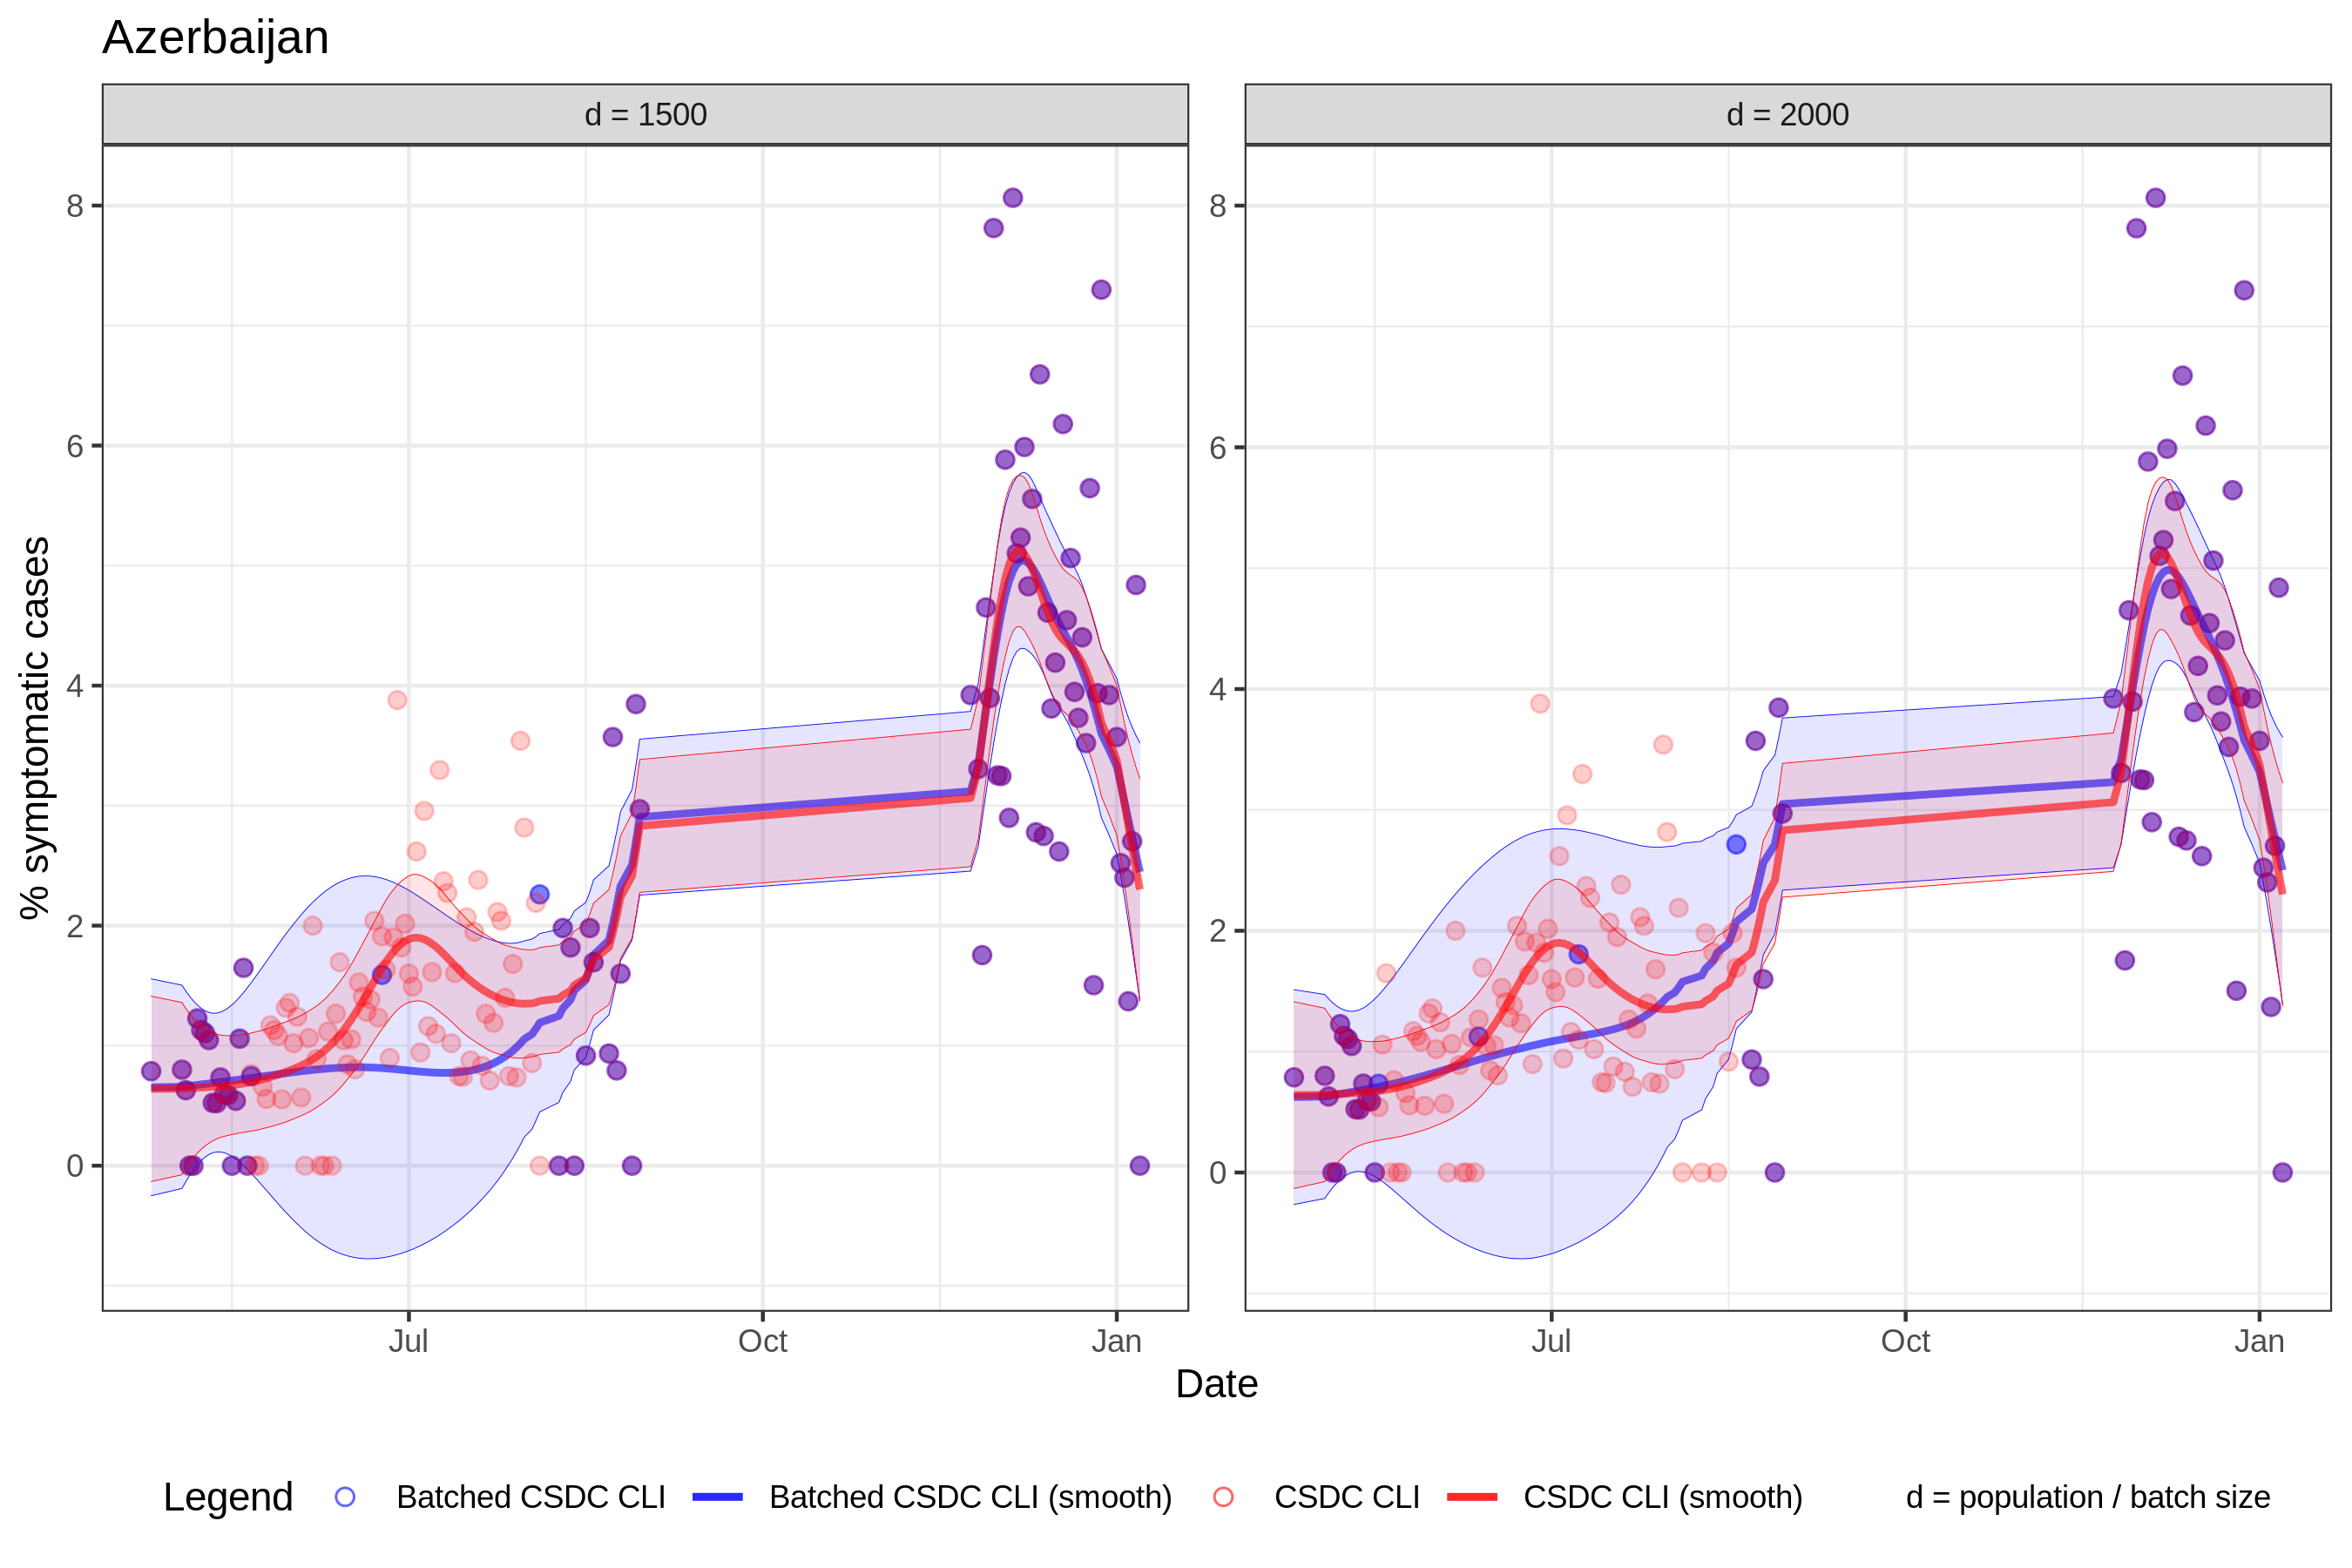 Azerbaijan
d = 1500
d = 2000
8
6
4
2
0
8
6
4
2
0
% symptomatic cases
Jul
Oct
Jan
Jul
Oct
Jan
Date
Legend
Batched CSDC CLI
Batched CSDC CLI (smooth)
CSDC CLI
CSDC CLI (smooth)
d = population / batch size